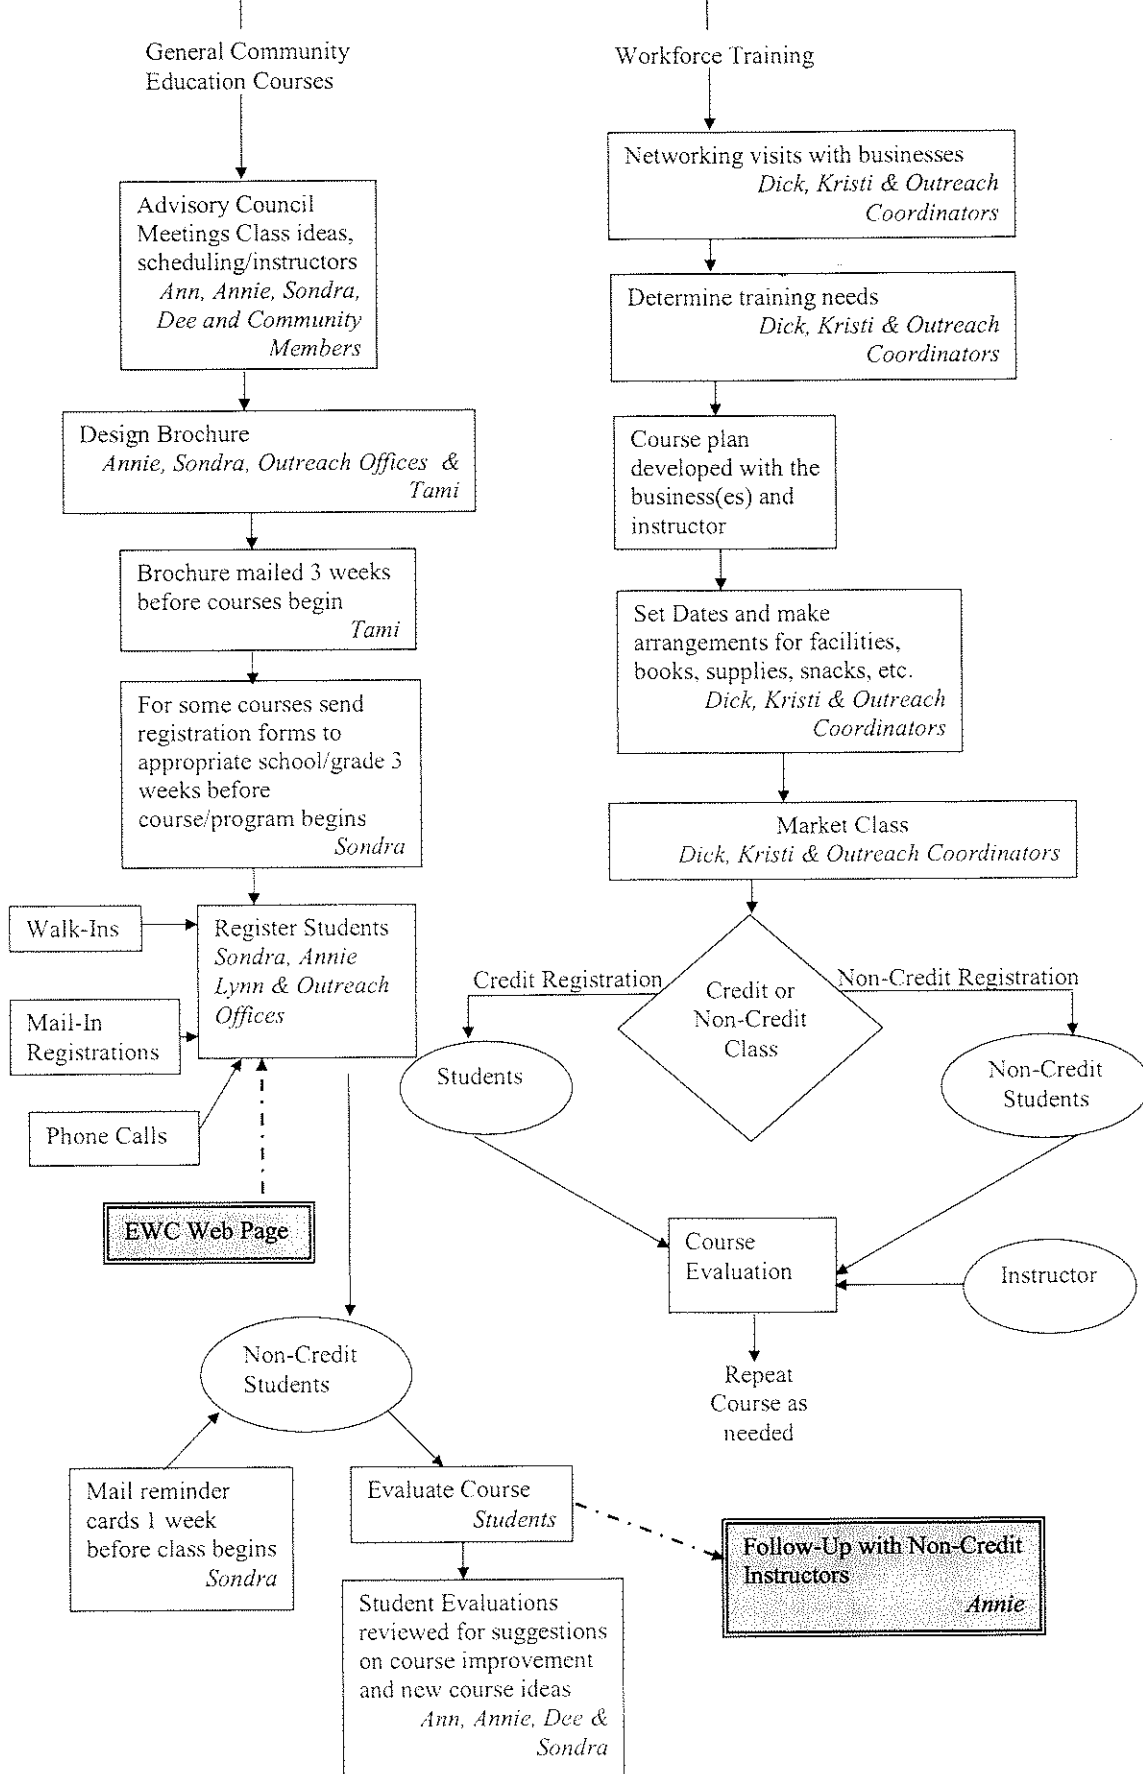 General Community
Education Courses
Advisory Council
Meetings Class ideas,
scheduling/instructors
Ann, Annie, Sondra,
Dee and Community
Members
Design Brochure
Annie, Sondra, Outreach Offices &
Tami
Brochure mailed 3 weeks
before courses begin
Tami
For some courses send
registration forms to
appropriate school/grade 3
weeks before
course/program begins
Sondra
Walk-Ins
Register Students
Sondra, Annie
Lynn & Outreach
Offices
Mail-In
Registrations
Phone Calls
EWC Web Page
Non-Credit
Students
Mail reminder
cards 1 week
before class begins
Sondra
Evaluate Course
Students
Follow-Up with Non-Credit
Instructors
Annie
Student Evaluations
reviewed for suggestions
on course improvement
and new course ideas
Ann, Annie, Dee &
Sondra
Workforce Training
Networking visits with businesses
Dick, Kristi & Outreach
Coordinators
Determine training needs
Dick, Kristi & Outreach
Coordinators
Course plan
developed with the
business(es) and
instructor
Set Dates and make
arrangements for facilities,
books, supplies, snacks, etc.
Dick, Kristi & Outreach
Coordinators
Market Class
Dick, Kristi & Outreach Coordinators
Credit Registration
Non-Credit Registration
Credit or
Non-Credit
Class
Students
Non-Credit
Students
Course
Evaluation
Instructor
Repeat
Course as
needed